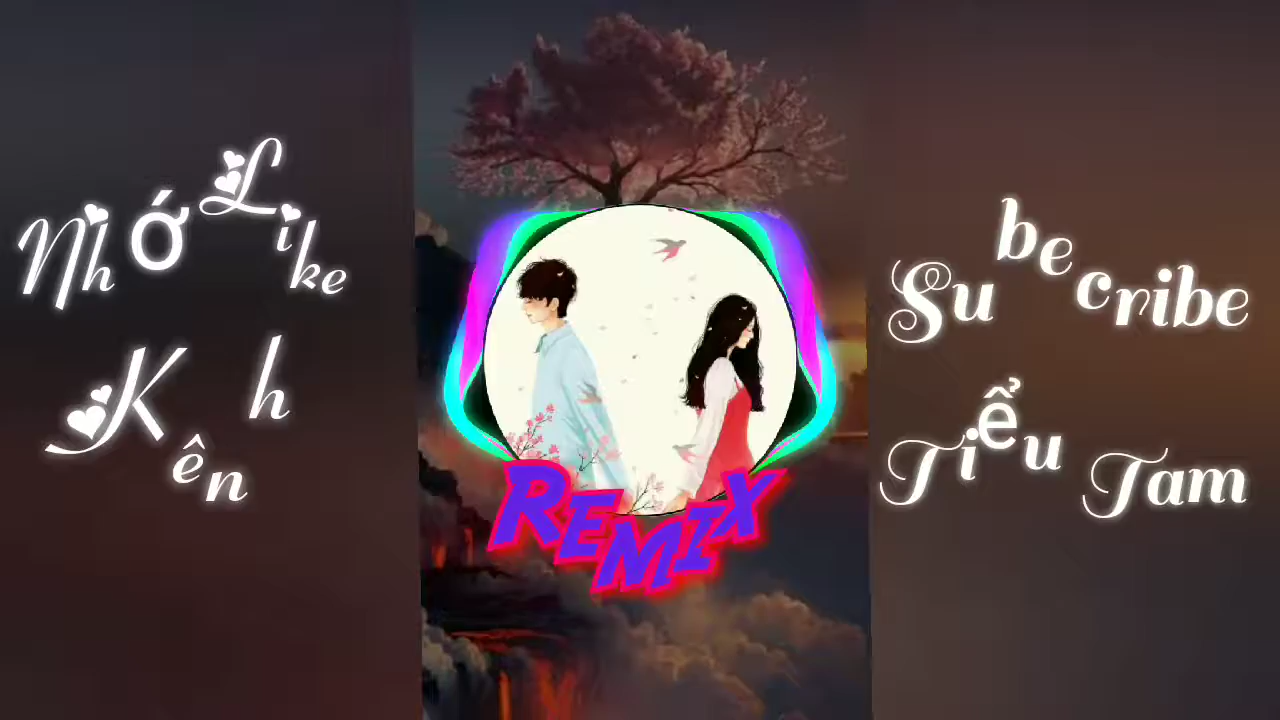 Nhớ Like
Kênh
Subecribe
Tiểu Tam
REMIX